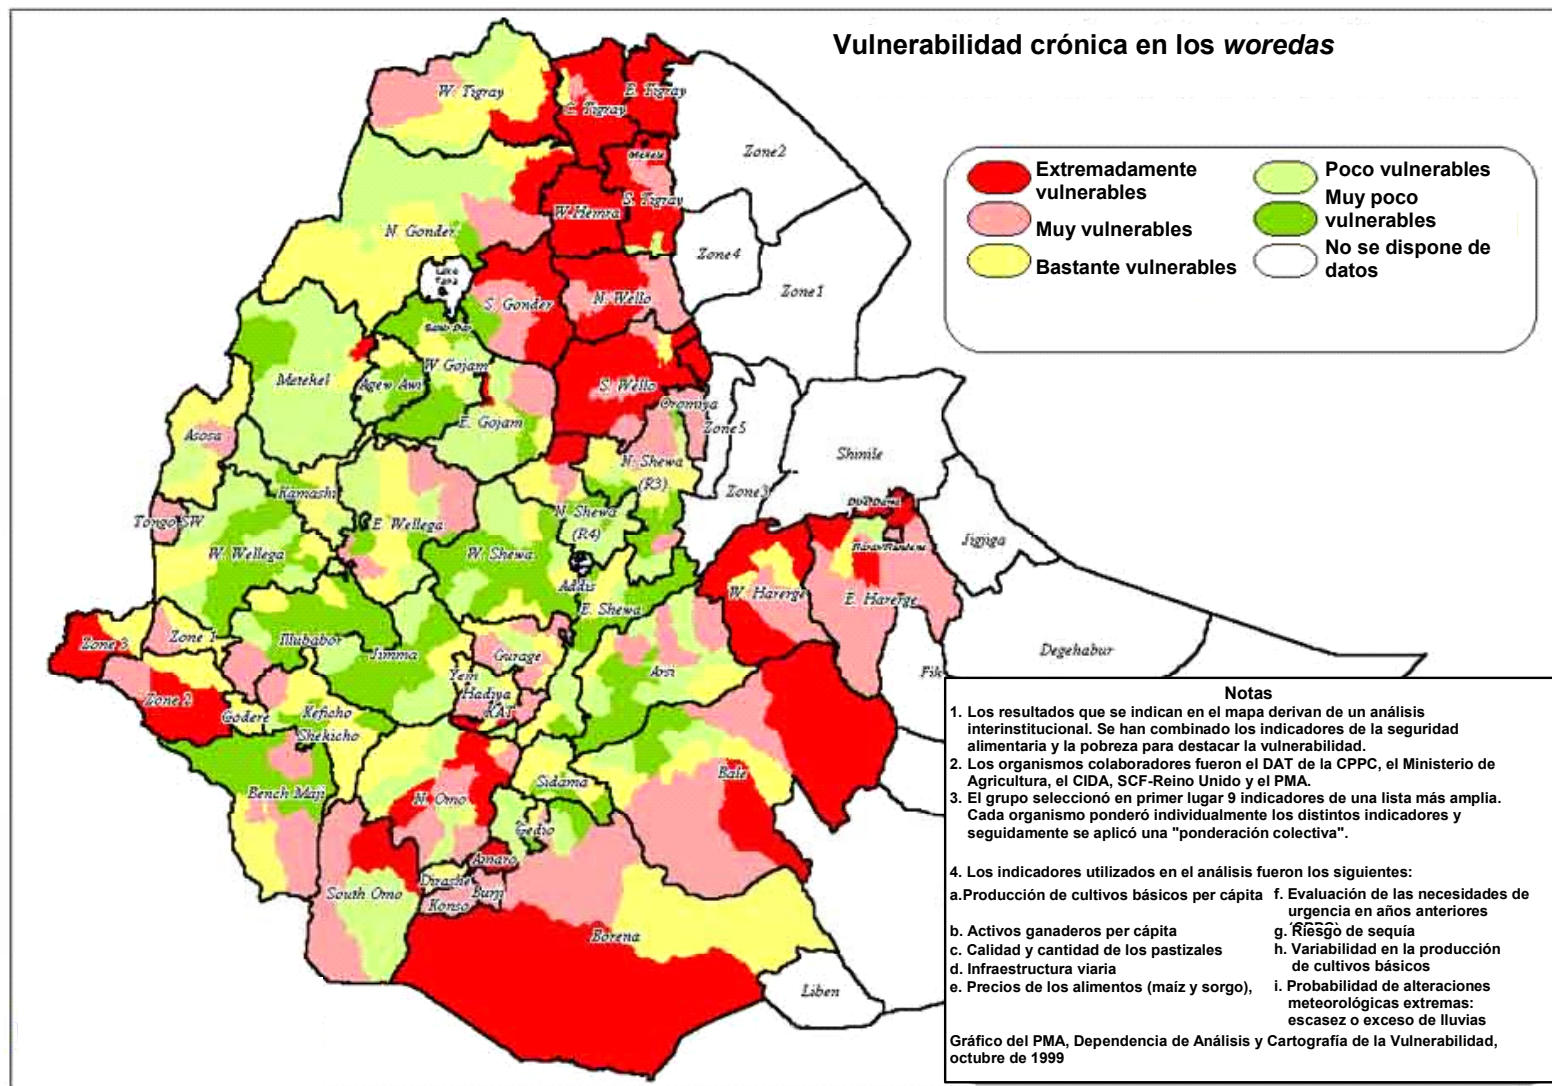 Vulnerabilidad crónica en los woredas
Extremadamente
vulnerables
Muy vulnerables
Bastante vulnerables
Poco vulnerables
Muy poco
vulnerables
No se dispone de
datos
W. Tigray
C. Tigray
E. Tigray
Mekele
Zone2
S. Tigray
W.Hemra
N. Gonder
Zone4
Lake
Tana
Zone1
S. Gonder
N. Wello
Bahir Dar
W. Gojam
Metekel
Agew Awi
S. Wello
Oromiya
E. Gojam
Zone5
Asosa
Shinile
N. Shewa
(R3)
Kamashi
Zone3
Tongo SW
E. Wellega
N. Shewa
(R4)
Dire Dawa
W. Wellega
W. Shewa
Jigjiga
Addis
W. Harerge
E. Harerge
E. Shewa
Zone 3
Zone 1
Illubabor
Jimma
Gurage
Arsi
Degehabur
Fik
Yem
Zone 2
Hadiya
KAT
Godere
Keficho
Shekicho
Bale
Sidama
Bench Maji
N. Omo
Gedio
Amaro
South Omo
Dirashe
Burji
Konso
Borena
Liben
Notas
1. Los resultados que se indican en el mapa derivan de un análisis
interinstitucional. Se han combinado los indicadores de la seguridad
alimentaria y la pobreza para destacar la vulnerabilidad.
2. Los organismos colaboradores fueron el DAT de la CPPC, el Ministerio de
Agricultura, el CIDA, SCF-Reino Unido y el PMA.
3. El grupo seleccionó en primer lugar 9 indicadores de una lista más amplia.
Cada organismo ponderó individualmente los distintos indicadores y
seguidamente se aplicó una "ponderación colectiva".
4. Los indicadores utilizados en el análisis fueron los siguientes:
a.Producción de cultivos básicos per cápita
b. Activos ganaderos per cápita
c. Calidad y cantidad de los pastizales
d. Infraestructura viaria
e. Precios de los alimentos (maíz y sorgo),
f. Evaluación de las necesidades de
urgencia en años anteriores
g. Riesgo de sequía
h. Variabilidad en la producción
de cultivos básicos
i. Probabilidad de alteraciones
meteorológicas extremas:
escasez o exceso de lluvias
Gráfico del PMA, Dependencia de Análisis y Cartografía de la Vulnerabilidad,
octubre de 1999